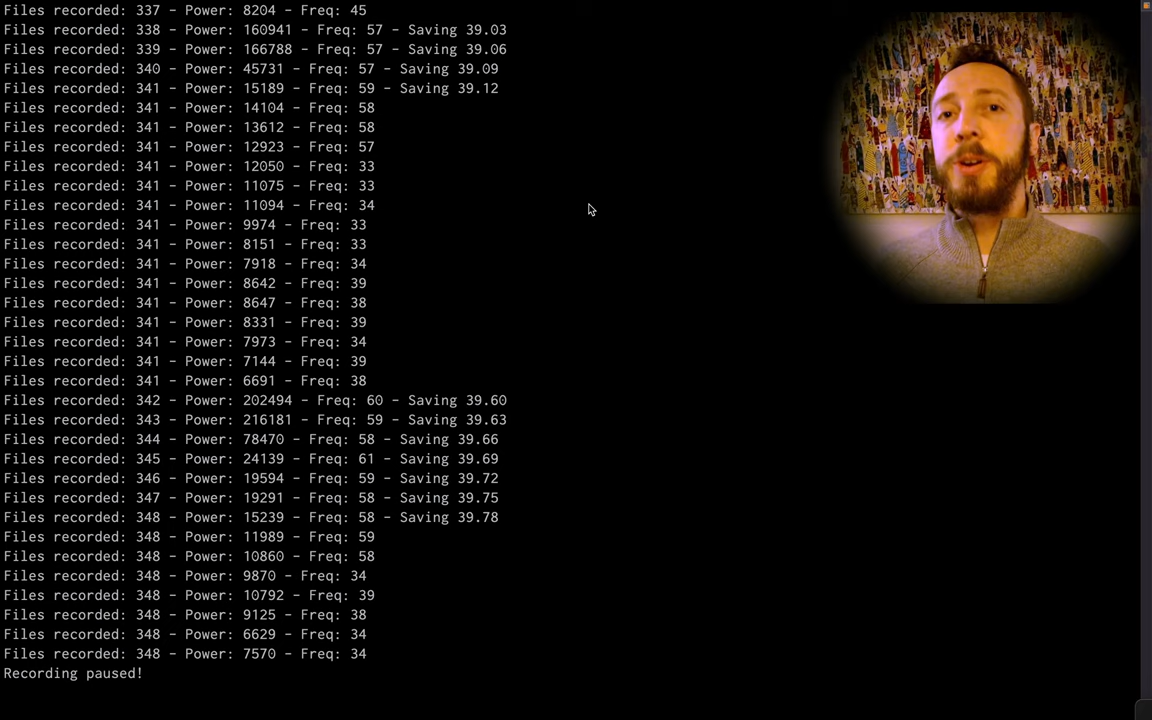 Files recorded: 337 - Power: 8204 - Freq: 45
Files recorded: 338 - Power: 160941 - Freq: 57 - Saving 39.03
Files recorded: 339 - Power: 166788 - Freq: 57 - Saving 39.06
Files recorded: 340 - Power: 45731 - Freq: 57 - Saving 39.09
Files recorded: 341 - Power: 15189 - Freq: 59 - Saving 39.12
Files recorded: 341 - Power: 14104 - Freq: 58
Files recorded: 341 - Power: 13612 - Freq: 58
Files recorded: 341 - Power: 12923 - Freq: 57
Files recorded: 341 - Power: 12050 - Freq: 33
Files recorded: 341 - Power: 11075 - Freq: 33
Files recorded: 341 - Power: 11094 - Freq: 34
Files recorded: 341 - Power: 9974 - Freq: 33
Files recorded: 341 - Power: 8151 - Freq: 33
Files recorded: 341 - Power: 7918 - Freq: 34
Files recorded: 341 - Power: 8642 - Freq: 39
Files recorded: 341 - Power: 8647 - Freq: 38
Files recorded: 341 - Power: 8331 - Freq: 39
Files recorded: 341 - Power: 7973 - Freq: 34
Files recorded: 341 - Power: 7144 - Freq: 39
Files recorded: 341 - Power: 6691 - Freq: 38
Files recorded: 342 - Power: 202494 - Freq: 60 - Saving 39.60
Files recorded: 343 - Power: 216181 - Freq: 59 - Saving 39.63
Files recorded: 344 - Power: 78470 - Freq: 58 - Saving 39.66
Files recorded: 345 - Power: 24139 - Freq: 61 - Saving 39.69
Files recorded: 346 - Power: 19594 - Freq: 59 - Saving 39.72
Files recorded: 347 - Power: 19291 - Freq: 58 - Saving 39.75
Files recorded: 348 - Power: 15239 - Freq: 58 - Saving 39.78
Files recorded: 348 - Power: 11989 - Freq: 59
Files recorded: 348 - Power: 10860 - Freq: 58
Files recorded: 348 - Power: 9870 - Freq: 34
Files recorded: 348 - Power: 10792 - Freq: 39
Files recorded: 348 - Power: 9125 - Freq: 38
Files recorded: 348 - Power: 6629 - Freq: 34
Files recorded: 348 - Power: 7570 - Freq: 34
Recording paused!